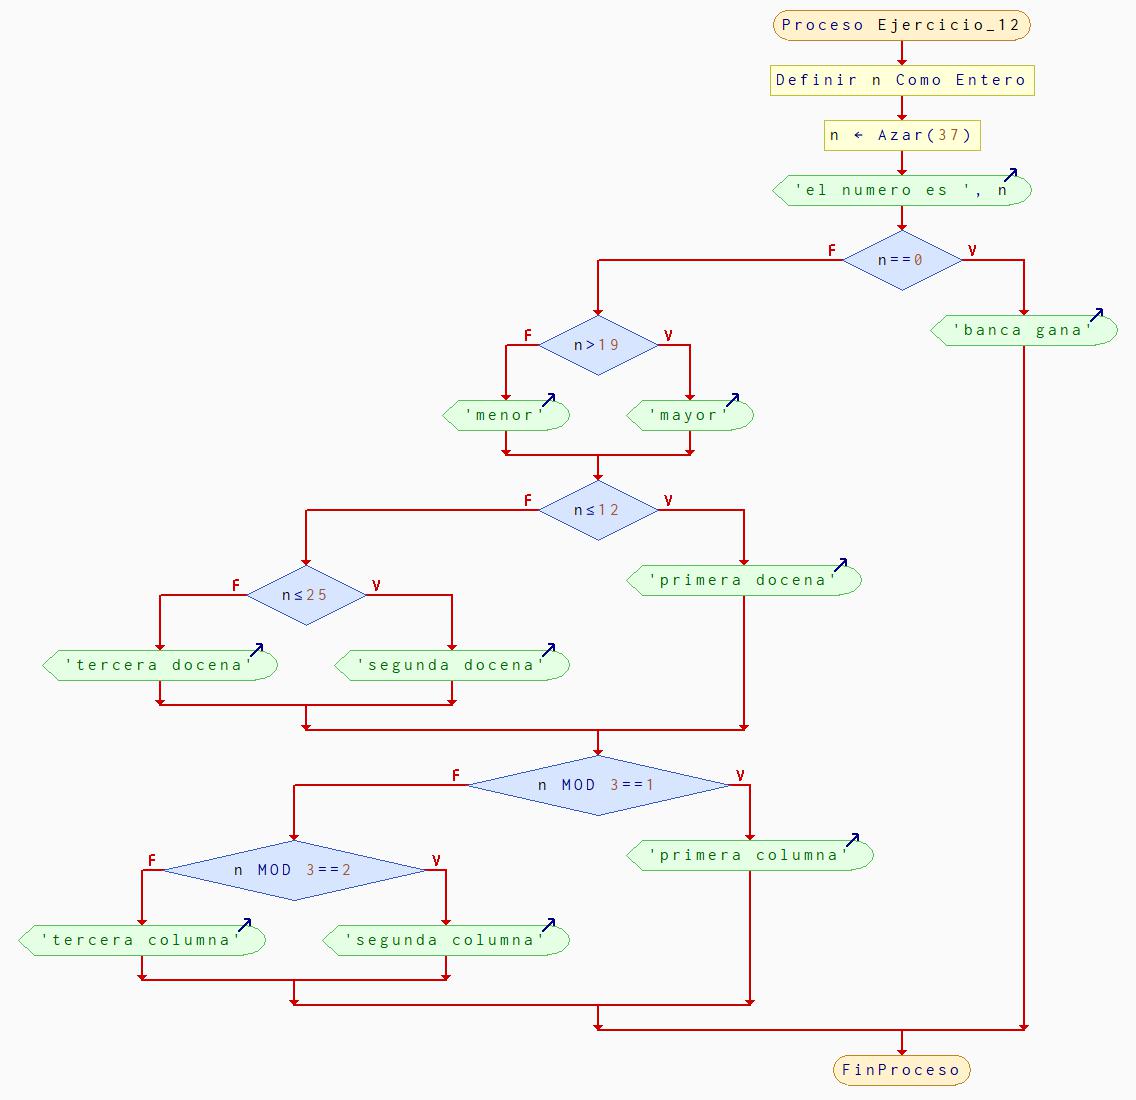 Proceso Ejercicio_12
Definir n Como Entero
n ← Azar(37)
'el numero es ', n
n==0
F
V
'banca gana'
n>19
F
V
'menor'
'mayor'
n≤12
F
V
'primera docena'
n≤25
F
V
'tercera docena'
'segunda docena'
n MOD 3==1
F
V
'primera columna'
n MOD 3==2
F
V
'tercera columna'
'segunda columna'
FinProceso